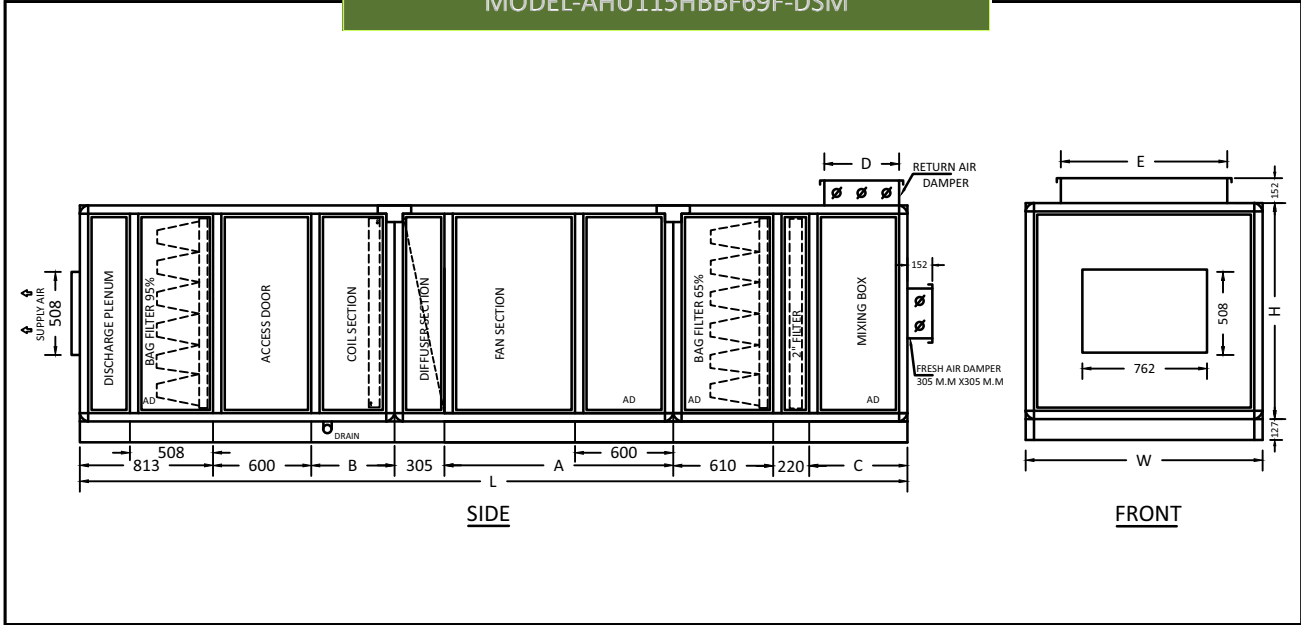 MODEL-AHU115HBBF69F-DSM
D
RETURN AIR
DAMPER
E
152
SUPPLY AIR
508
DISCHARGE PLENUM
BAG FILTER 95%
AD
ACCESS DOOR
COIL SECTION
DIFFUSER SECTION
FAN SECTION
AD
BAG FILTER 65%
AD
2" FILTER
MIXING BOX
AD
152
FRESH AIR DAMPER
305 M.M X305 M.M
508
762
H
127
DRAIN
508
600
813
600
B
305
A
610
220
C
W
L
SIDE
FRONT